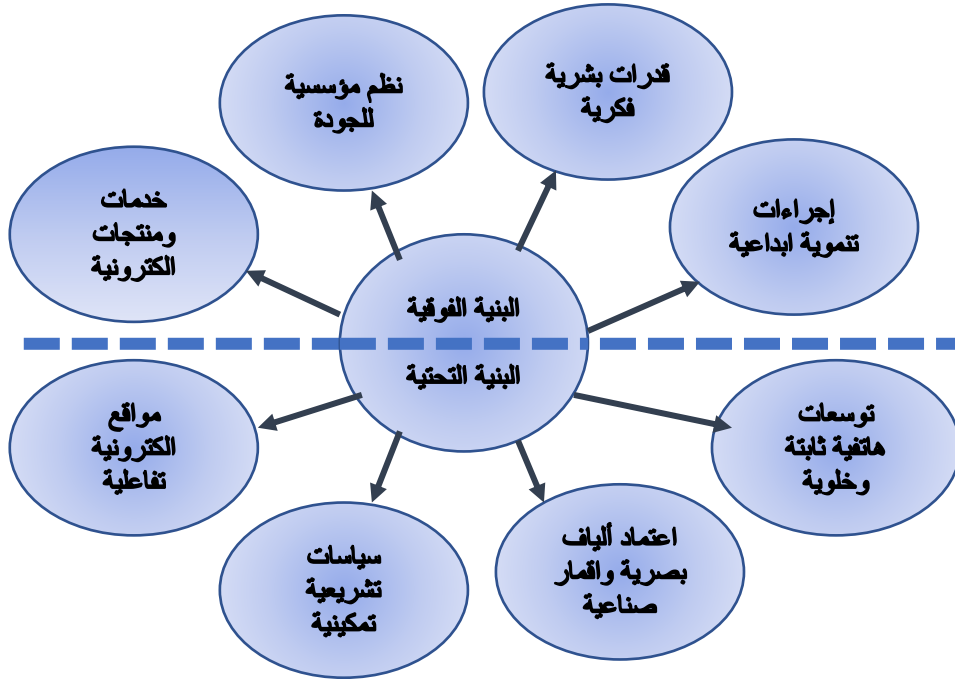 قدرات بشرية
فكرية
نظم مؤسسية
للجودة
إجراءات
تنموية ابداعية
خدمات
ومنتجات
الكترونية
البنية الفوقية
البنية التحتية
توسعات
هاتفية ثابتة
وخلوية
مواقع
الكترونية
تفاعلية
اعتماد ألياف
بصرية واقمار
صناعية
سياسات
تشريعية
تمكينية